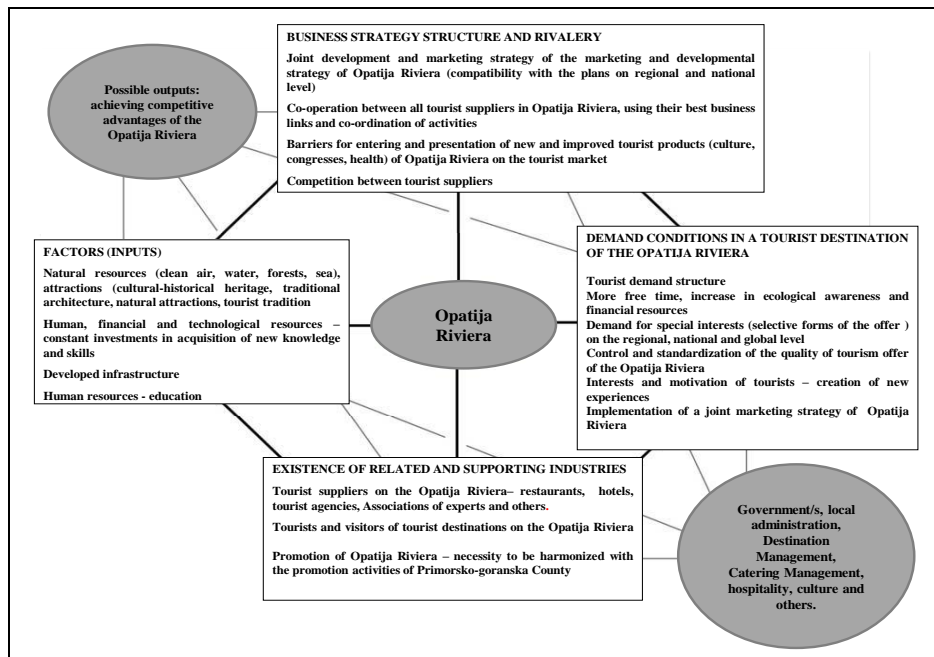 BUSINESS STRATEGY STRUCTURE AND RIVALERY
Joint development and marketing strategy of the marketing and developmental
strategy of Opatija Riviera (compatibility with the plans on regional and national
level)
Co-operation between all tourist suppliers in Opatija Riviera, using their best business
links and co-ordination of activities
Barriers for entering and presentation of new and improved tourist products (culture,
congresses, health) of Opatija Riviera on the tourist market
Competition between tourist suppliers
Possible outputs:
achieving competitive
advantages of the
Opatija Riviera
FACTORS (INPUTS)
Natural resources (clean air, water, forests, sea),
attractions (cultural-historical heritage, traditional
architecture, natural attractions, tourist tradition
Human, financial and technological resources –
constant investments in acquisition of new knowledge
and skills
Developed infrastructure
Human resources - education
Opatija
Riviera
DEMAND CONDITIONS IN A TOURIST DESTINATION
OF THE OPATIJA RIVIERA
Tourist demand structure
More free time, increase in ecological awareness and
financial resources
Demand for special interests (selective forms of the offer )
on the regional, national and global level
Control and standardization of the quality of tourism offer
of the Opatija Riviera
Interests and motivation of tourists – creation of new
experiences
Implementation of a joint marketing strategy of Opatija
Riviera
EXISTENCE OF RELATED AND SUPPORTING INDUSTRIES
Tourist suppliers on the Opatija Riviera– restaurants, hotels,
tourist agencies, Associations of experts and others.
Tourists and visitors of tourist destinations on the Opatija Riviera
Promotion of Opatija Riviera – necessity to be harmonized with
the promotion activities of Primorsko-goranska County
Government/s, local
administration,
Destination
Management,
Catering Management,
hospitality, culture and
others.